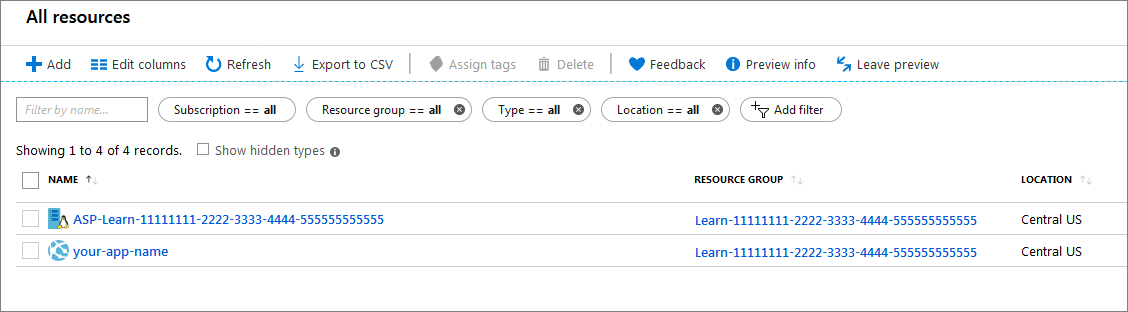 All resources
Add Edit columns Refresh Export to CSV Assign tags Delete Feedback Preview info Leave preview
Filter by name... Subscription == all Resource group == all Type == all Location == all Add filter
Showing 1 to 4 of 4 records. Show hidden types
NAME RESOURCE GROUP LOCATION
ASP-Learn-11111111-2222-3333-4444-555555555555 Learn-11111111-2222-3333-4444-555555555555 Central US
your-app-name Learn-11111111-2222-3333-4444-555555555555 Central US